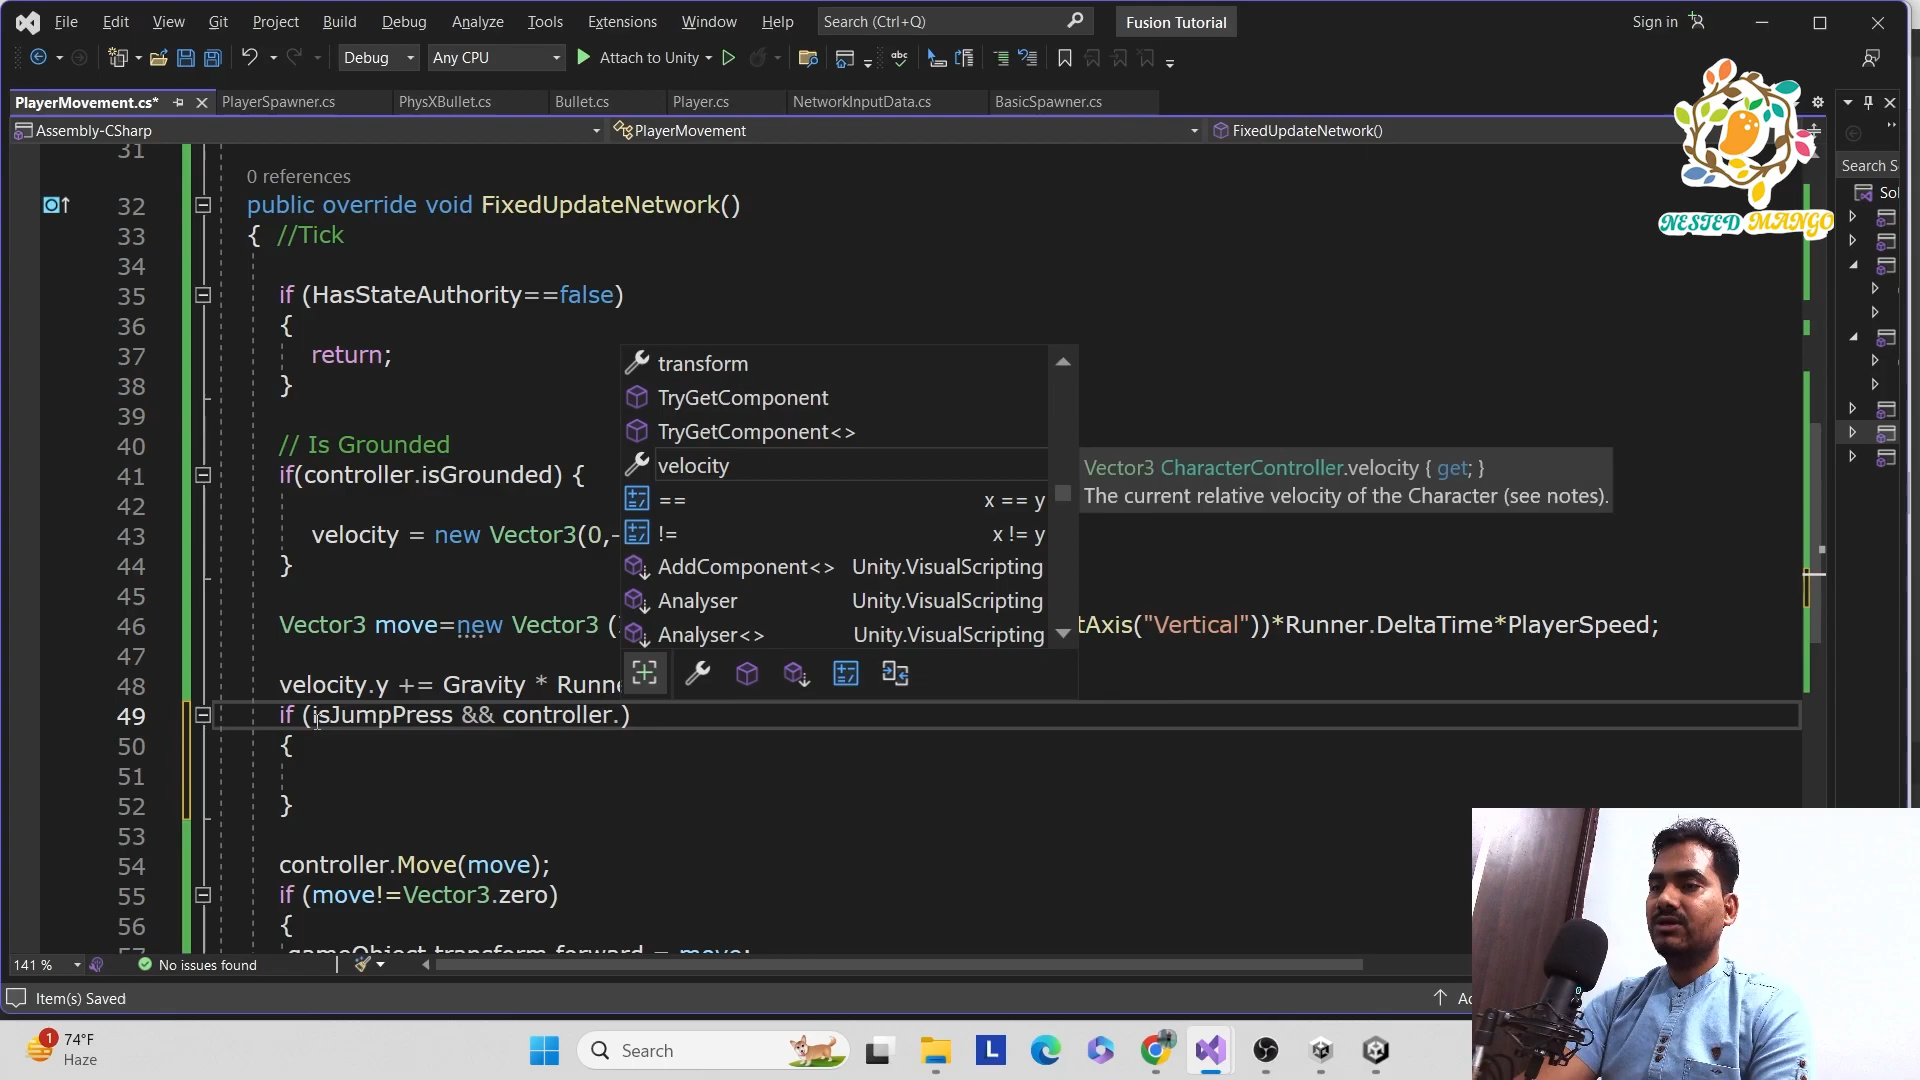 File Edit View Git Project Build Debug Analyze Tools Extensions Window Help Search (Ctrl+Q) Fusion Tutorial Sign in
Debug Any CPU Attach to Unity
PlayerMovement.cs* PlayerSpawner.cs PhysXBullet.cs Bullet.cs Player.cs NetworkInputData.cs BasicSpawner.cs
Assembly-CSharp PlayerMovement FixedUpdateNetwork()
NESTED MANGO
Search S
Sol
31
0 references
32 public override void FixedUpdateNetwork()
33 { //Tick
34
35 if (HasStateAuthority==false)
36 {
37 return;
38 }
39
40 // Is Grounded
41 if(controller.isGrounded) {
42
43 velocity = new Vector3(0,-
44 }
45
46 Vector3 move=new Vector3 ( tAxis("Vertical"))*Runner.DeltaTime*PlayerSpeed;
47
48 velocity.y += Gravity * Runne
49 if (isJumpPress && controller.)
50 {
51
52 }
53
54 controller.Move(move);
55 if (move!=Vector3.zero)
56 {
57 gameObject.transform.forward = move;
transform
TryGetComponent
TryGetComponent<>
velocity
== x == y
!= x != y
AddComponent<> Unity.VisualScripting
Analyser Unity.VisualScripting
Analyser<> Unity.VisualScripting
Vector3 CharacterController.velocity { get; }
The current relative velocity of the Character (see notes).
141 % No issues found
Item(s) Saved
1 74°F
Haze
Search
L